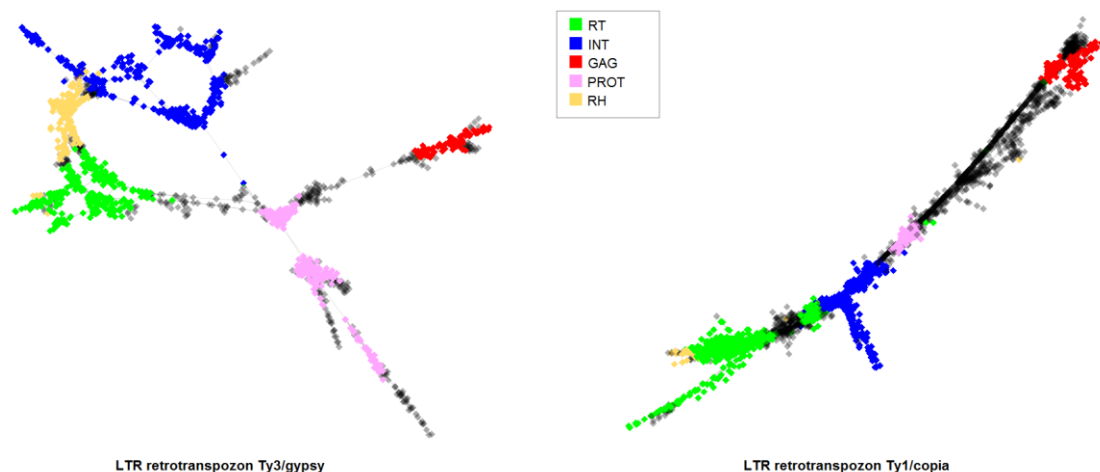 RT
INT
GAG
PROT
RH
LTR retrotranspozon Ty3/gypsy
LTR retrotranspozon Ty1/copia